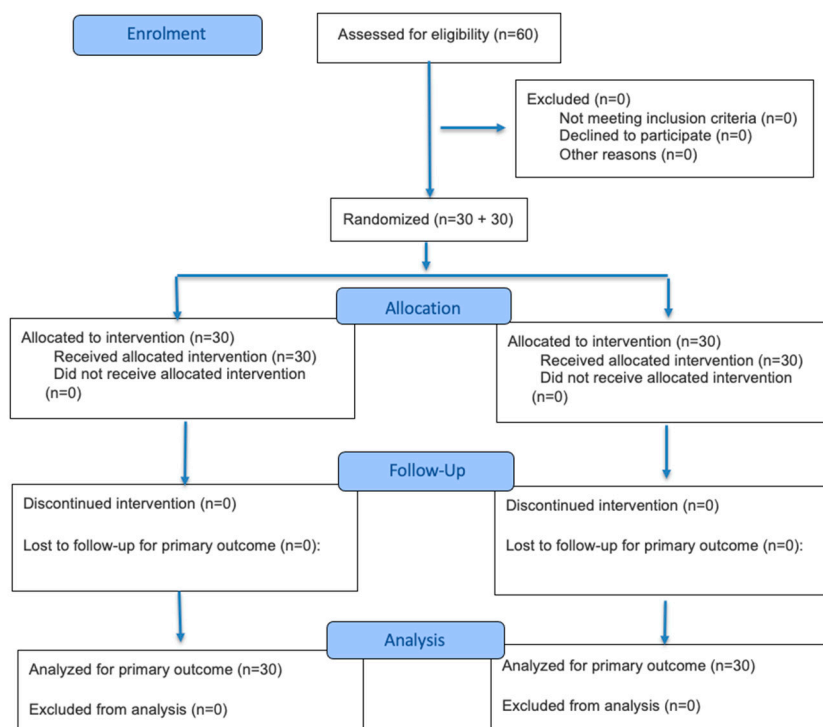 Enrolment
Assessed for eligibility (n=60)
Excluded (n=0)
Not meeting inclusion criteria (n=0)
Declined to participate (n=0)
Other reasons (n=0)
Randomized (n=30 + 30)
Allocation
Allocated to intervention (n=30)
Received allocated intervention (n=30)
Did not receive allocated intervention
(n=0)
Allocated to intervention (n=30)
Received allocated intervention (n=30)
Did not receive allocated intervention
(n=0)
Follow-Up
Discontinued intervention (n=0)
Lost to follow-up for primary outcome (n=0):
Discontinued intervention (n=0)
Lost to follow-up for primary outcome (n=0):
Analysis
Analyzed for primary outcome (n=30)
Excluded from analysis (n=0)
Analyzed for primary outcome (n=30)
Excluded from analysis (n=0)